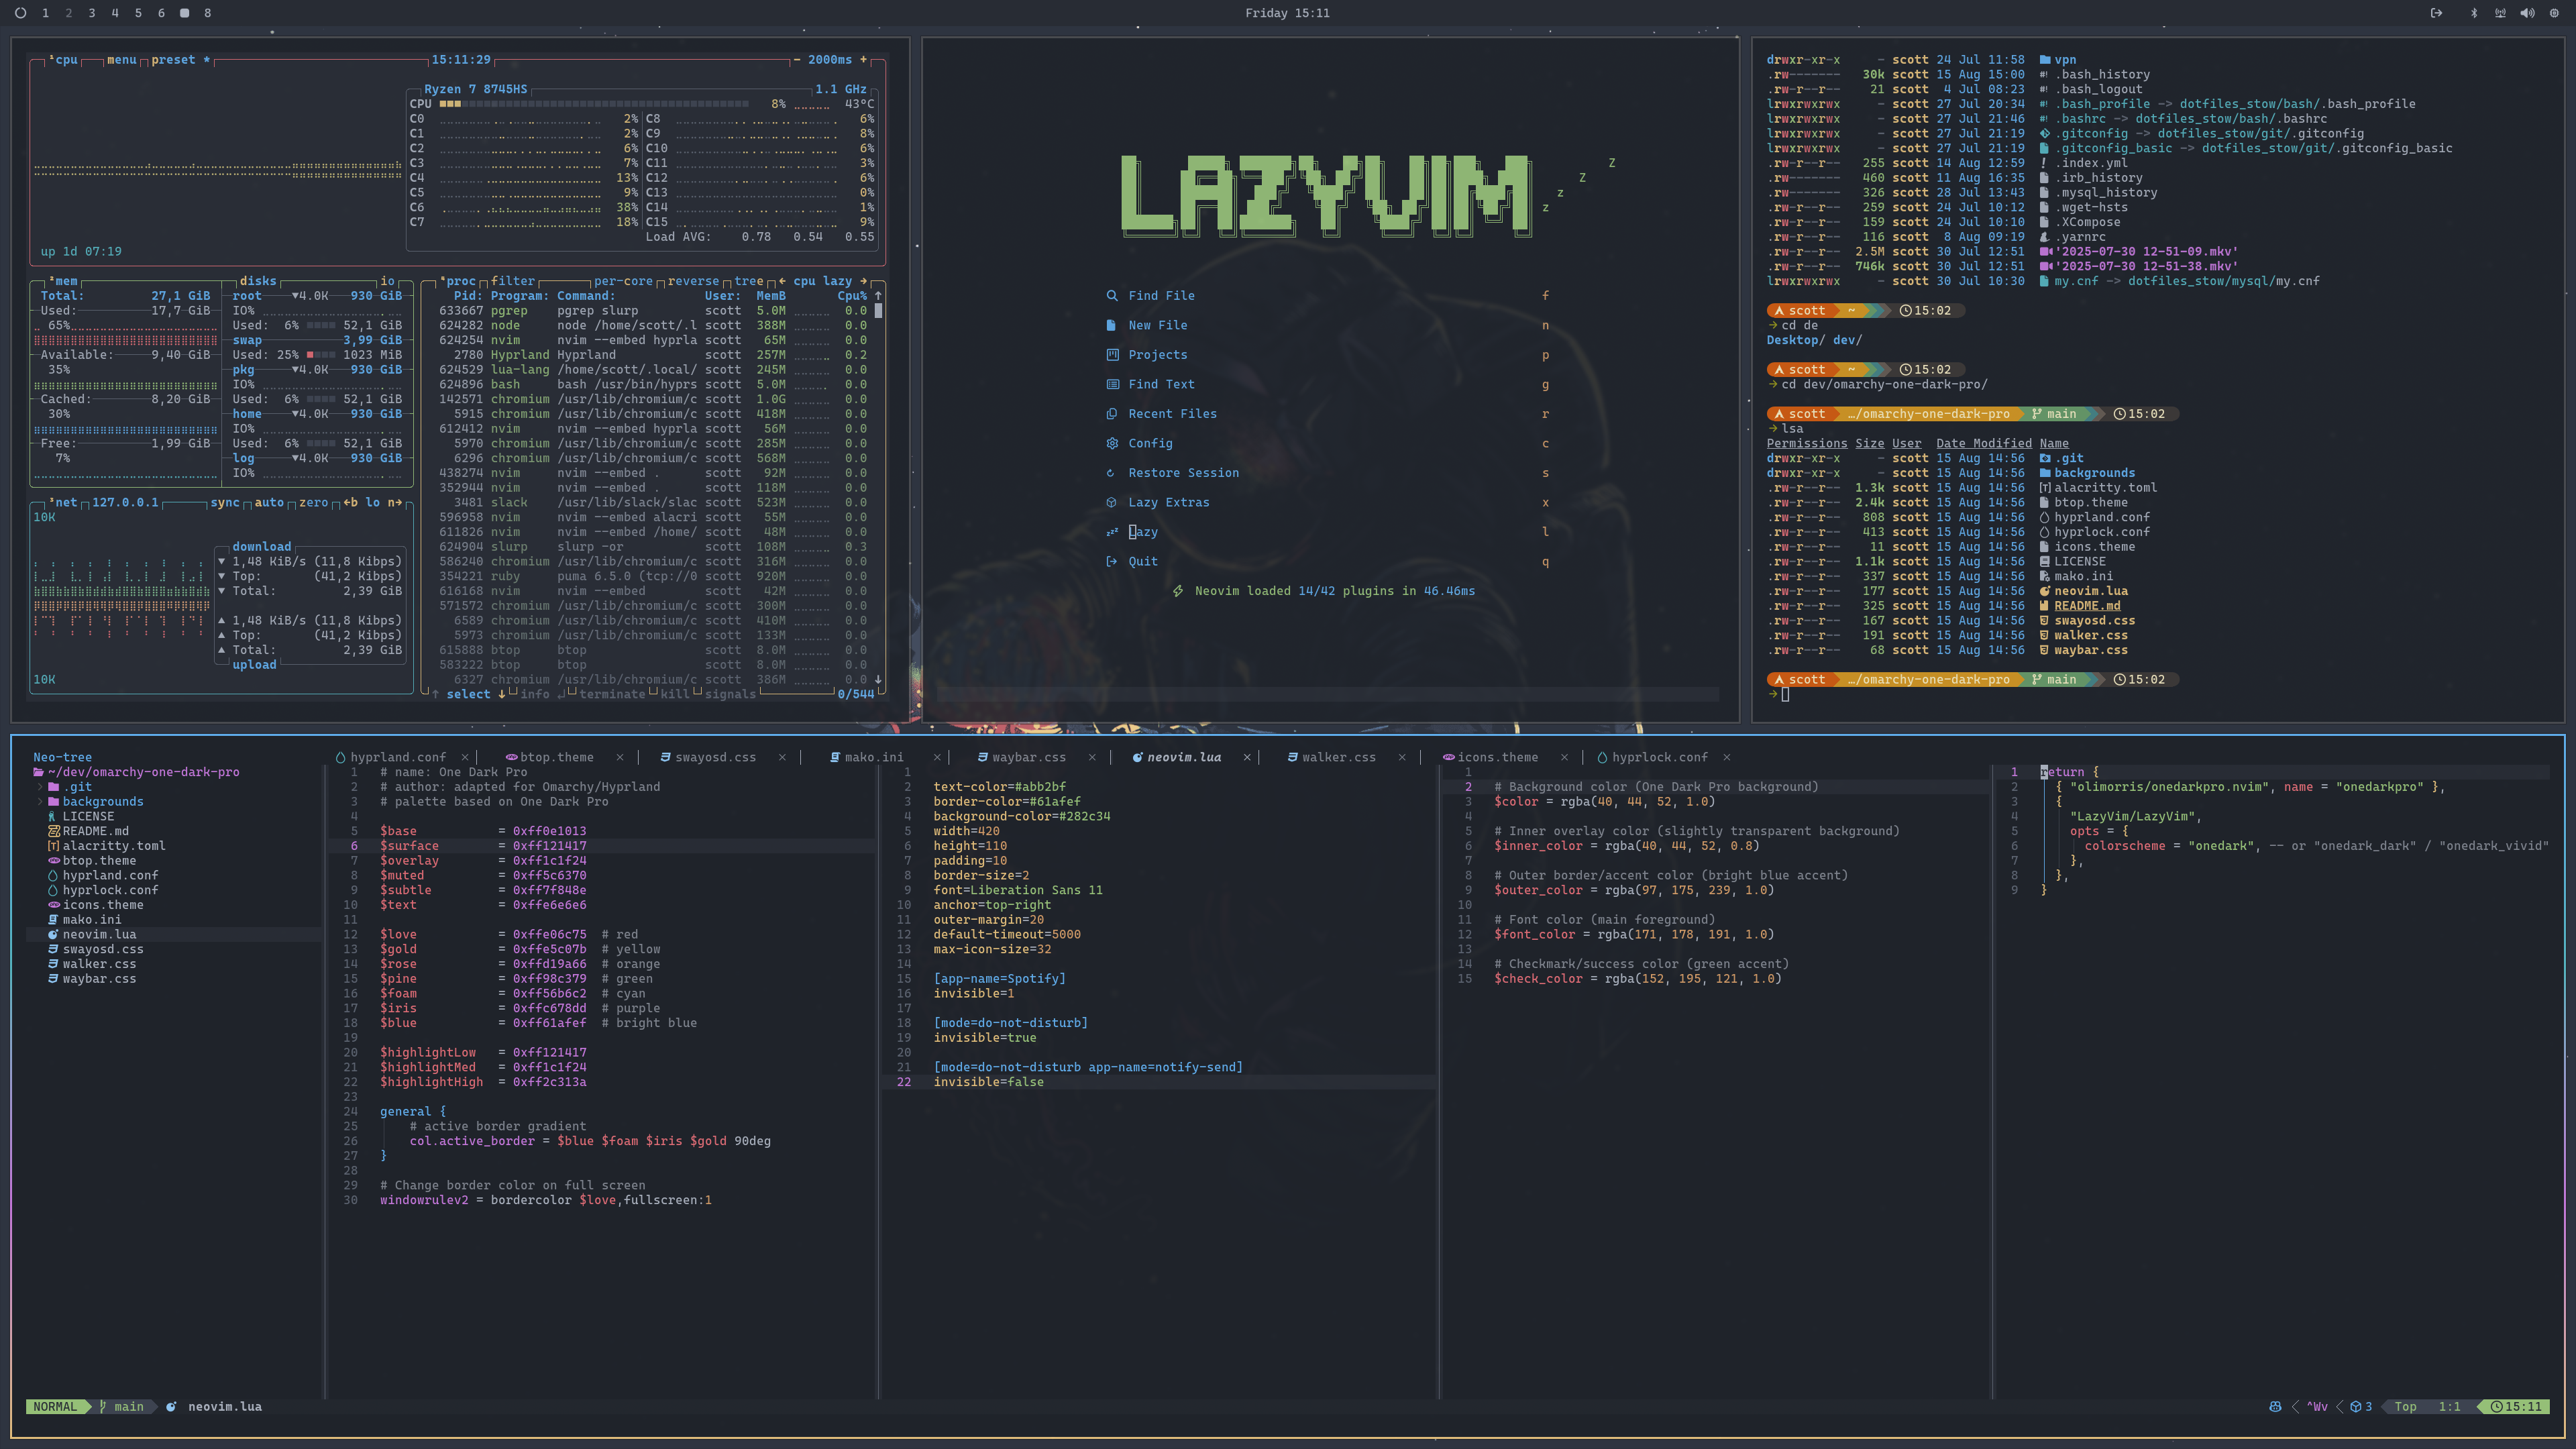 1 2 3 4 5 6 8
Friday 15:11
¹cpu menu preset * 15:11:29 - 2000ms +
Ryzen 7 8745HS 1.1 GHz
CPU 8% 43°C
C0 2% C8 6%
C1 2% C9 8%
C2 6% C10 6%
C3 7% C11 3%
C4 13% C12 6%
C5 9% C13 0%
C6 38% C14 1%
C7 18% C15 9%
Load AVG: 0.78 0.54 0.55
up 1d 07:19
²mem disks io
Total: 27,1 GiB
Used: 17,7 GiB
65%
Available: 9,40 GiB
35%
Cached: 8,20 GiB
30%
Free: 1,99 GiB
7%
root ▼4.0K 930 GiB
IO%
Used: 6% 52,1 GiB
swap 3,99 GiB
Used: 25% 1023 MiB
pkg ▼4.0K 930 GiB
IO%
Used: 6% 52,1 GiB
home ▼4.0K 930 GiB
IO%
Used: 6% 52,1 GiB
log ▼4.0K 930 GiB
IO%
³net 127.0.0.1 sync auto zero ←b lo n→
10K
download
▼ 1,48 KiB/s (11,8 Kibps)
▼ Top: (41,2 Kibps)
▼ Total: 2,39 GiB
▲ 1,48 KiB/s (11,8 Kibps)
▲ Top: (41,2 Kibps)
▲ Total: 2,39 GiB
upload
10K
⁴proc filter per-core reverse tree ← cpu lazy →
Pid: Program: Command: User: MemB Cpu% ↑
633667 pgrep pgrep slurp scott 5.0M 0.0
624282 node node /home/scott/.l scott 388M 0.0
624254 nvim nvim --embed hyprla scott 65M 0.0
2780 Hyprland Hyprland scott 257M 0.2
624529 lua-lang /home/scott/.local/ scott 245M 0.0
624896 bash bash /usr/bin/hyprs scott 5.0M 0.0
142571 chromium /usr/lib/chromium/c scott 1.0G 0.0
5915 chromium /usr/lib/chromium/c scott 418M 0.0
612412 nvim nvim --embed hyprla scott 56M 0.0
5970 chromium /usr/lib/chromium/c scott 285M 0.0
6296 chromium /usr/lib/chromium/c scott 568M 0.0
438274 nvim nvim --embed . scott 92M 0.0
352944 nvim nvim --embed . scott 118M 0.0
3481 slack /usr/lib/slack/slac scott 523M 0.0
596958 nvim nvim --embed alacri scott 55M 0.0
611826 nvim nvim --embed /home/ scott 48M 0.0
624904 slurp slurp -or scott 108M 0.3
586240 chromium /usr/lib/chromium/c scott 316M 0.0
354221 ruby puma 6.5.0 (tcp://0 scott 920M 0.0
616168 nvim nvim --embed scott 42M 0.0
571572 chromium /usr/lib/chromium/c scott 300M 0.0
6589 chromium /usr/lib/chromium/c scott 410M 0.0
5973 chromium /usr/lib/chromium/c scott 133M 0.0
615888 btop btop scott 8.0M 0.0
583222 btop btop scott 8.0M 0.0
6327 chromium /usr/lib/chromium/c scott 386M 0.0 ↓
↑ select ↓ info ↵ terminate kill signals 0/544
LAZYVIM
Z
Z
z
z
Find File f
New File n
Projects p
Find Text g
Recent Files r
Config c
Restore Session s
Lazy Extras x
Lazy l
Quit q
Neovim loaded 14/42 plugins in 46.46ms
drwxr-xr-x - scott 24 Jul 11:58 vpn
.rw------- 30k scott 15 Aug 15:00 .bash_history
.rw-r--r-- 21 scott 4 Jul 08:23 .bash_logout
lrwxrwxrwx - scott 27 Jul 20:34 .bash_profile -> dotfiles_stow/bash/.bash_profile
lrwxrwxrwx - scott 27 Jul 21:46 .bashrc -> dotfiles_stow/bash/.bashrc
lrwxrwxrwx - scott 27 Jul 21:19 .gitconfig -> dotfiles_stow/git/.gitconfig
lrwxrwxrwx - scott 27 Jul 21:19 .gitconfig_basic -> dotfiles_stow/git/.gitconfig_basic
.rw-r--r-- 255 scott 14 Aug 12:59 .index.yml
.rw------- 460 scott 11 Aug 16:35 .irb_history
.rw------- 326 scott 28 Jul 13:43 .mysql_history
.rw-r--r-- 259 scott 24 Jul 10:12 .wget-hsts
.rw-r--r-- 159 scott 24 Jul 10:10 .XCompose
.rw-r--r-- 116 scott 8 Aug 09:19 .yarnrc
.rw-r--r-- 2.5M scott 30 Jul 12:51 '2025-07-30 12-51-09.mkv'
.rw-r--r-- 746k scott 30 Jul 12:51 '2025-07-30 12-51-38.mkv'
lrwxrwxrwx - scott 30 Jul 10:30 my.cnf -> dotfiles_stow/mysql/my.cnf
scott ~ 15:02
→ cd de
Desktop/ dev/
scott ~ 15:02
→ cd dev/omarchy-one-dark-pro/
scott …/omarchy-one-dark-pro main 15:02
→ lsa
Permissions Size User Date Modified Name
drwxr-xr-x - scott 15 Aug 14:56 .git
drwxr-xr-x - scott 15 Aug 14:56 backgrounds
.rw-r--r-- 1.3k scott 15 Aug 14:56 alacritty.toml
.rw-r--r-- 2.4k scott 15 Aug 14:56 btop.theme
.rw-r--r-- 808 scott 15 Aug 14:56 hyprland.conf
.rw-r--r-- 413 scott 15 Aug 14:56 hyprlock.conf
.rw-r--r-- 11 scott 15 Aug 14:56 icons.theme
.rw-r--r-- 1.1k scott 15 Aug 14:56 LICENSE
.rw-r--r-- 337 scott 15 Aug 14:56 mako.ini
.rw-r--r-- 177 scott 15 Aug 14:56 neovim.lua
.rw-r--r-- 325 scott 15 Aug 14:56 README.md
.rw-r--r-- 167 scott 15 Aug 14:56 swayosd.css
.rw-r--r-- 191 scott 15 Aug 14:56 walker.css
.rw-r--r-- 68 scott 15 Aug 14:56 waybar.css
scott …/omarchy-one-dark-pro main 15:02
→
Neo-tree
~/dev/omarchy-one-dark-pro
.git
backgrounds
LICENSE
README.md
alacritty.toml
btop.theme
hyprland.conf
hyprlock.conf
icons.theme
mako.ini
neovim.lua
swayosd.css
walker.css
waybar.css
hyprland.conf × btop.theme × swayosd.css × mako.ini × waybar.css × neovim.lua × walker.css × icons.theme × hyprlock.conf ×
1 # name: One Dark Pro
2 # author: adapted for Omarchy/Hyprland
3 # palette based on One Dark Pro
4
5 $base = 0xff0e1013
6 $surface = 0xff121417
7 $overlay = 0xff1c1f24
8 $muted = 0xff5c6370
9 $subtle = 0xff7f848e
10 $text = 0xffe6e6e6
11
12 $love = 0xffe06c75 # red
13 $gold = 0xffe5c07b # yellow
14 $rose = 0xffd19a66 # orange
15 $pine = 0xff98c379 # green
16 $foam = 0xff56b6c2 # cyan
17 $iris = 0xffc678dd # purple
18 $blue = 0xff61afef # bright blue
19
20 $highlightLow = 0xff121417
21 $highlightMed = 0xff1c1f24
22 $highlightHigh = 0xff2c313a
23
24 general {
25 # active border gradient
26 col.active_border = $blue $foam $iris $gold 90deg
27 }
28
29 # Change border color on full screen
30 windowrulev2 = bordercolor $love,fullscreen:1
1
2 text-color=#abb2bf
3 border-color=#61afef
4 background-color=#282c34
5 width=420
6 height=110
7 padding=10
8 border-size=2
9 font=Liberation Sans 11
10 anchor=top-right
11 outer-margin=20
12 default-timeout=5000
13 max-icon-size=32
14
15 [app-name=Spotify]
16 invisible=1
17
18 [mode=do-not-disturb]
19 invisible=true
20
21 [mode=do-not-disturb app-name=notify-send]
22 invisible=false
1
2 # Background color (One Dark Pro background)
3 $color = rgba(40, 44, 52, 1.0)
4
5 # Inner overlay color (slightly transparent background)
6 $inner_color = rgba(40, 44, 52, 0.8)
7
8 # Outer border/accent color (bright blue accent)
9 $outer_color = rgba(97, 175, 239, 1.0)
10
11 # Font color (main foreground)
12 $font_color = rgba(171, 178, 191, 1.0)
13
14 # Checkmark/success color (green accent)
15 $check_color = rgba(152, 195, 121, 1.0)
1 return {
2 { "olimorris/onedarkpro.nvim", name = "onedarkpro" },
3 {
4 "LazyVim/LazyVim",
5 opts = {
6 colorscheme = "onedark", -- or "onedark_dark" / "onedark_vivid"
7 },
8 },
9 }
NORMAL main neovim.lua
^Wv 3 Top 1:1 15:11